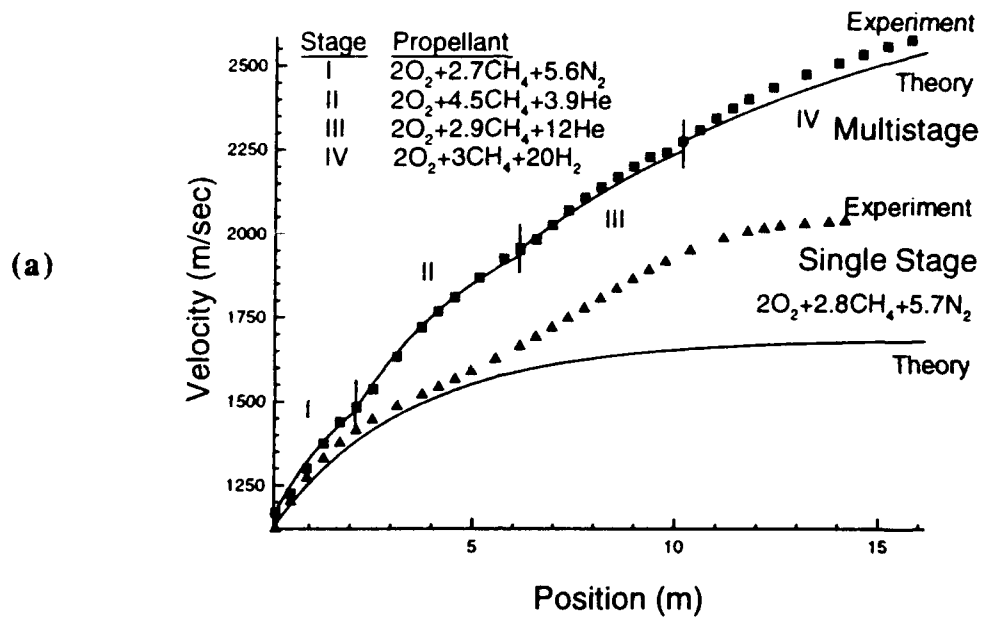 (a)
Stage Propellant
I 2O₂+2.7CH₄+5.6N₂
II 2O₂+4.5CH₄+3.9He
III 2O₂+2.9CH₄+12He
IV 2O₂+3CH₄+20H₂
Experiment
Theory
IV
Multistage
III
II
I
Experiment
Single Stage
2O₂+2.8CH₄+5.7N₂
Theory
Velocity (m/sec)
2500
2250
2000
1750
1500
1250
5 10 15
Position (m)